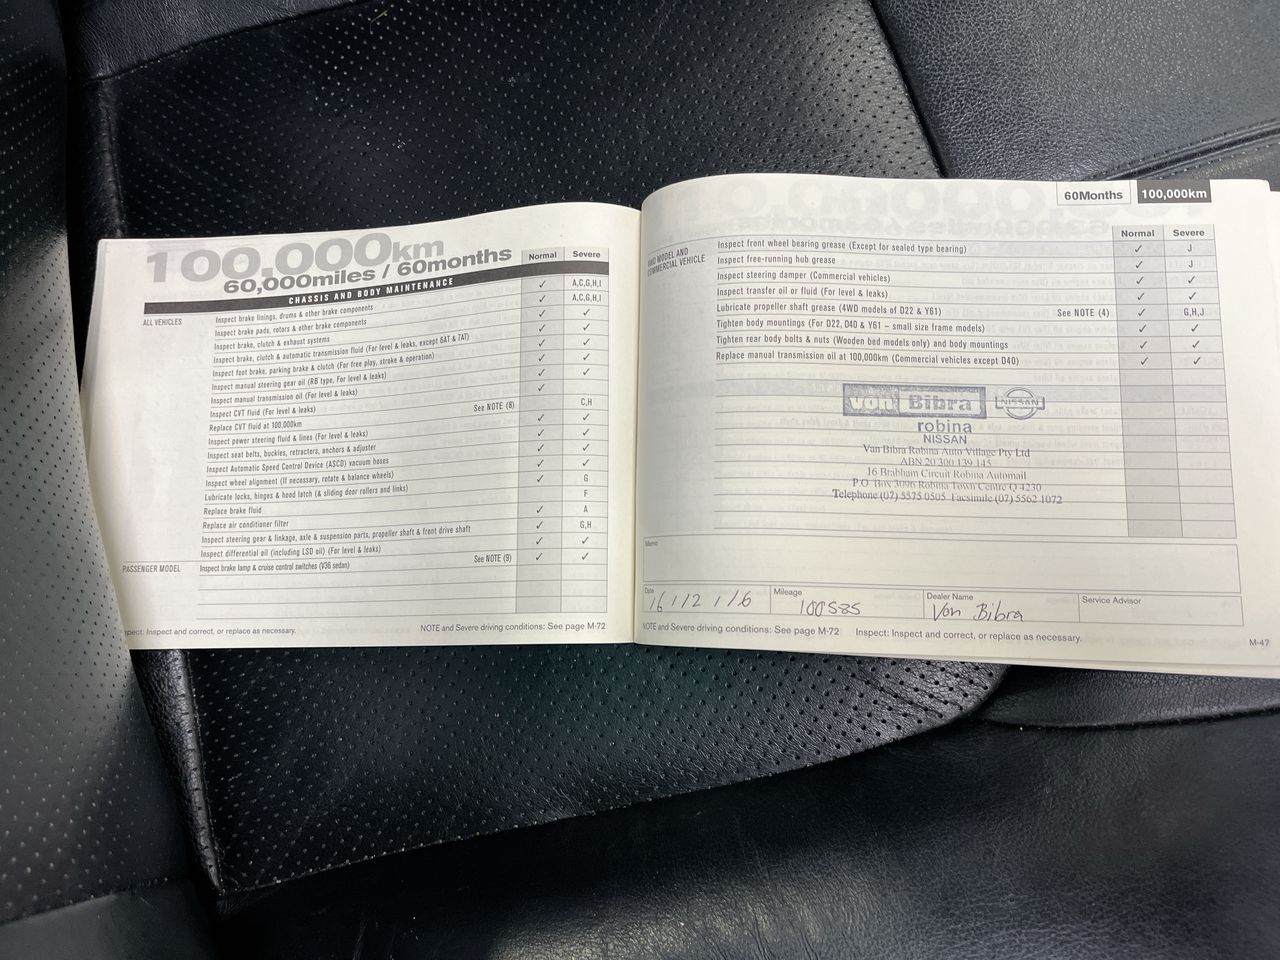 100,000km
60,000miles / 60months
Normal Severe
CHASSIS AND BODY MAINTENANCE
ALL VEHICLES
Inspect brake linings, drums & other brake components ✓ A,C,G,H,I
Inspect brake pads, rotors & other brake components ✓ A,C,G,H,I
Inspect brake, clutch & exhaust systems ✓ ✓
Inspect brake, clutch & automatic transmission fluid (For level & leaks, except 6AT & 7AT) ✓ ✓
Inspect foot brake, parking brake & clutch (For free play, stroke & operation) ✓ ✓
Inspect manual steering gear oil (RB type, For level & leaks) ✓ ✓
Inspect manual transmission oil (For level & leaks) ✓ ✓
Inspect CVT fluid (For level & leaks) See NOTE (8) ✓
Replace CVT fluid at 100,000km C,H
Inspect power steering fluid & lines (For level & leaks) ✓ ✓
Inspect seat belts, buckles, retractors, anchors & adjuster ✓ ✓
Inspect Automatic Speed Control Device (ASCD) vacuum hoses ✓ ✓
Inspect wheel alignment (If necessary, rotate & balance wheels) ✓ ✓
Lubricate locks, hinges & hood latch (& sliding door rollers and links) ✓ G
Replace brake fluid F
Replace air conditioner filter ✓ A
Inspect steering gear & linkage, axle & suspension parts, propeller shaft & front drive shaft ✓ G,H
Inspect differential oil (including LSD oil) (For level & leaks) ✓ ✓
PASSENGER MODEL Inspect brake lamp & cruise control switches (V36 sedan) See NOTE (9) ✓ ✓
Inspect: Inspect and correct, or replace as necessary. NOTE and Severe driving conditions: See page M-72
60Months 100,000km
Normal Severe
4WD MODEL AND
COMMERCIAL VEHICLE
Inspect front wheel bearing grease (Except for sealed type bearing) ✓ J
Inspect free-running hub grease ✓ J
Inspect steering damper (Commercial vehicles) ✓ ✓
Inspect transfer oil or fluid (For level & leaks) ✓ ✓
Lubricate propeller shaft grease (4WD models of D22 & Y61) See NOTE (4) ✓ G,H,J
Tighten body mountings (For D22, D40 & Y61 – small size frame models) ✓ ✓
Tighten rear body bolts & nuts (Wooden bed models only) and body mountings ✓ ✓
Replace manual transmission oil at 100,000km (Commercial vehicles except D40) ✓ ✓
Von Bibra NISSAN
robina
NISSAN
Van Bibra Robina Auto Village Pty Ltd
ABN 20 300 139 145
16 Brabham Circuit Robina Automail
P.O. Box 3096 Robina Town Centre Q 4230
Telephone (07) 5575 0505 Facsimile (07) 5562 1072
Memo
Date 16 / 12 / 16 Mileage 100585 Dealer Name Von Bibra Service Advisor
NOTE and Severe driving conditions: See page M-72 Inspect: Inspect and correct, or replace as necessary.
M-47